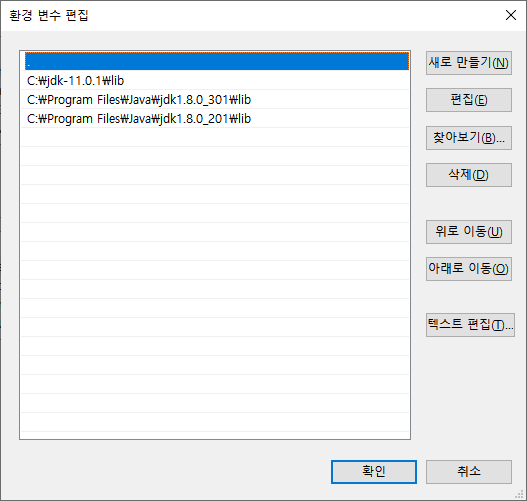 환경 변수 편집
.
C:₩jdk-11.0.1₩lib
C:₩Program Files₩Java₩jdk1.8.0_301₩lib
C:₩Program Files₩Java₩jdk1.8.0_201₩lib
새로 만들기(N)
편집(E)
찾아보기(B)...
삭제(D)
위로 이동(U)
아래로 이동(O)
텍스트 편집(T)...
확인
취소